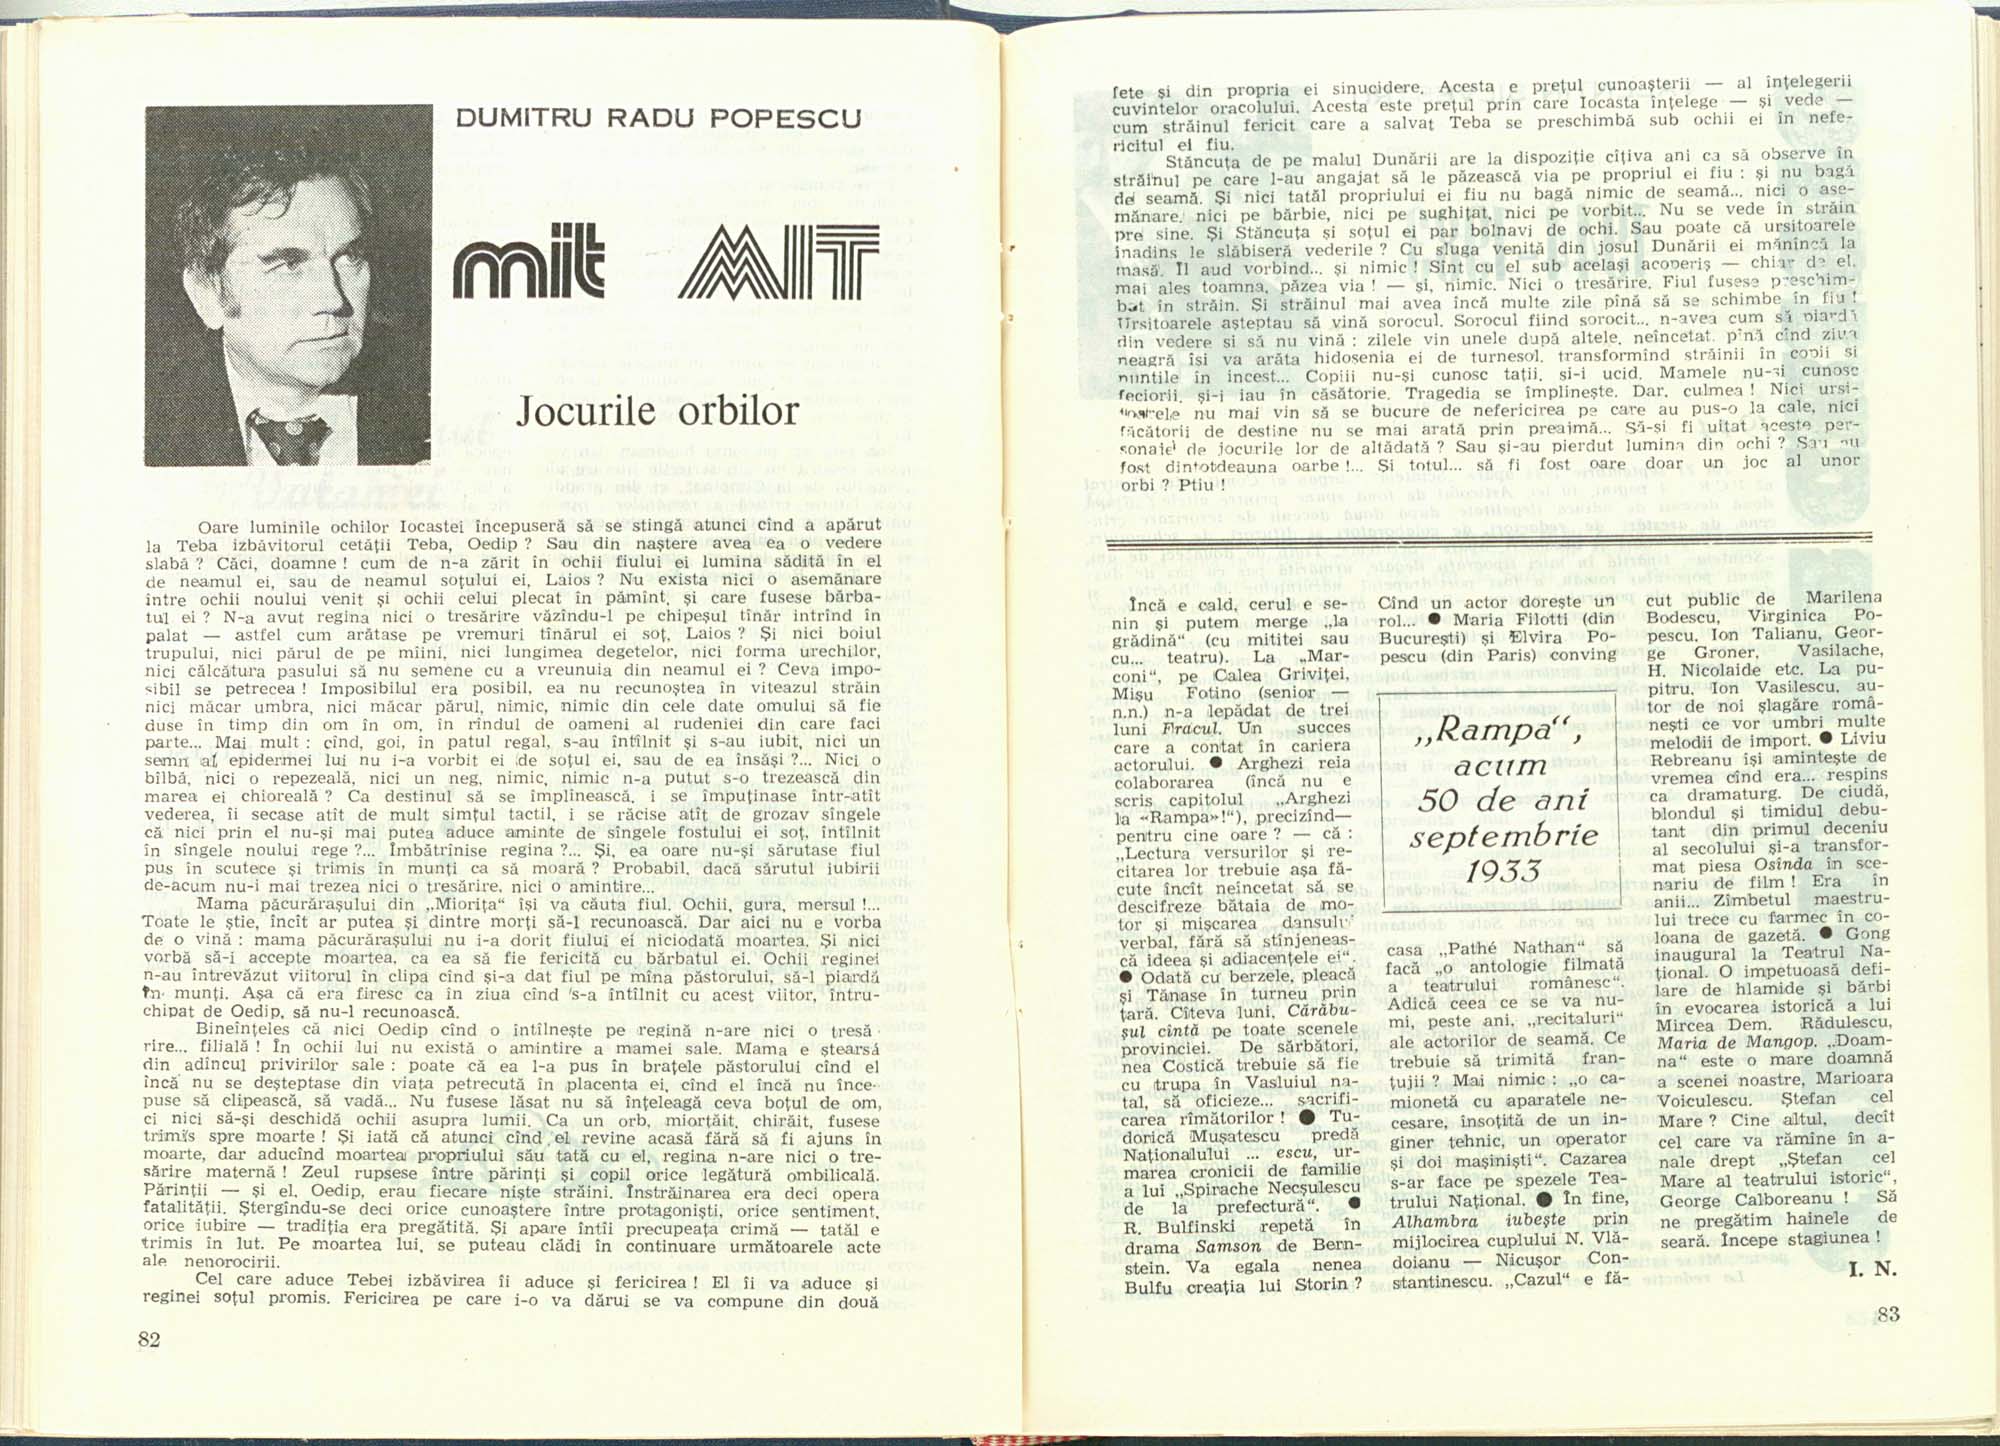 DUMITRU RADU POPESCU
mit MIT
Jocurile orbilor
Oare luminile ochilor Iocastei începuseră să se stingă atunci cînd a apărut
la Teba izbăvitorul cetății Teba, Oedip ? Sau din naștere avea ea o vedere
slabă ? Căci, doamne ! cum de n-a zărit în ochii fiului ei lumina sădită în el
de neamul ei, sau de neamul soțului ei, Laios ? Nu exista nici o asemănare
între ochii noului venit și ochii celui plecat în pămînt, și care fusese bărba-
tul ei ? N-a avut regina nici o tresărire văzîndu-l pe chipeșul tînăr intrînd în
palat — astfel cum arătase pe vremuri tînărul ei soț, Laios ? Și nici boiul
trupului, nici părul de pe mîini, nici lungimea degetelor, nici forma urechilor,
nici călcătura pasului să nu semene cu a vreunuia din neamul ei ? Ceva impo-
sibil se petrecea ! Imposibilul era posibil, ea nu recunoștea în viteazul străin
nici măcar umbra, nici măcar părul, nimic, nimic din cele date omului să fie
duse în timp din om în om, în rîndul de oameni al rudeniei din care faci
parte... Mai mult : cînd, goi, în patul regal, s-au întîlnit și s-au iubit, nici un
semn al epidermei lui nu i-a vorbit ei de soțul ei, sau de ea însăși ?... Nici o
bîlbă, nici o repezeală, nici un neg, nimic, nimic n-a putut s-o trezească din
marea ei chioreală ? Ca destinul să se împlinească, i se împuținase într-atît
vederea, îi secase atît de mult simțul tactil, i se răcise atît de grozav sîngele
că nici prin el nu-și mai putea aduce aminte de sîngele fostului ei soț, întîlnit
în sîngele noului rege ?... Îmbătrînise regina ?... Și, ea oare nu-și sărutase fiul
pus în scutece și trimis în munți ca să moară ? Probabil, dacă sărutul iubirii
de-acum nu-i mai trezea nici o tresărire, nici o amintire...
Mama păcurărașului din „Miorița“ își va căuta fiul. Ochii, gura, mersul !...
Toate le știe, încît ar putea și dintre morți să-l recunoască. Dar aici nu e vorba
de o vină : mama păcurărașului nu i-a dorit fiului ei niciodată moartea. Și nici
vorbă să-i accepte moartea, ca ea să fie fericită cu bărbatul ei. Ochii reginei
n-au întrevăzut viitorul în clipa cînd și-a dat fiul pe mîna păstorului, să-l piardă
în munți. Așa că era firesc ca în ziua cînd s-a întîlnit cu acest viitor, întru-
chipat de Oedip, să nu-l recunoască.
Bineînțeles că nici Oedip cînd o întîlnește pe regină n-are nici o tresă-
rire... filială ! În ochii lui nu există o amintire a mamei sale. Mama e ștearsă
din adîncul privirilor sale : poate că ea l-a pus în brațele păstorului cînd el
încă nu se deșteptase din viața petrecută în placenta ei, cînd el încă nu înce-
puse să clipească, să vadă... Nu fusese lăsat nu să înțeleagă ceva boțul de om,
ci nici să-și deschidă ochii asupra lumii. Ca un orb, miorțăit, chirăit, fusese
trimis spre moarte ! Și iată că atunci cînd el revine acasă fără să fi ajuns în
moarte, dar aducînd moartea propriului său tată cu el, regina n-are nici o tre-
sărire maternă ! Zeul rupsese între părinți și copil orice legătură ombilicală.
Părinții — și el, Oedip, erau fiecare niște străini. Înstrăinarea era deci opera
fatalității. Ștergîndu-se deci orice cunoaștere între protagoniști, orice sentiment,
orice iubire — tradiția era pregătită. Și apare întîi precupeața crimă — tatăl e
trimis în lut. Pe moartea lui, se puteau clădi în continuare următoarele acte
ale nenorocirii.
Cel care aduce Tebei izbăvirea îi aduce și fericirea ! El îi va aduce și
reginei soțul promis. Fericirea pe care i-o va dărui se va compune din două
82
fete și din propria ei sinucidere. Acesta e prețul cunoașterii — al înțelegerii
cuvintelor oracolului. Acesta este prețul prin care Iocasta înțelege — și vede —
cum străinul fericit care a salvat Teba se preschimbă sub ochii ei în nefe-
ricitul ei fiu.
Stăncuța de pe malul Dunării are la dispoziție cîțiva ani ca să observe în
străinul pe care l-au angajat să le păzească via pe propriul ei fiu : și nu bagă
de seamă. Și nici tatăl propriului ei fiu nu bagă nimic de seamă... nici o ase-
mănare, nici pe bărbie, nici pe sughițat, nici pe vorbit... Nu se vede în străin
pre sine. Și Stăncuța și soțul ei par bolnavi de ochi. Sau poate că ursitoarele
înadins le slăbiseră vederile ? Cu sluga venită din josul Dunării ei mănîncă la
masă. Îl aud vorbind... și nimic ! Sînt cu el sub același acoperiș — chiar de el,
mai ales toamna, păzea via ! — și, nimic. Nici o tresărire. Fiul fusese preschim-
bat în străin. Și străinul mai avea încă multe zile pînă să se schimbe în fiu !
Ursitoarele așteptau să vină sorocul. Sorocul fiind sorocit... n-avea cum să piardă
din vedere și să nu vină : zilele vin unele după altele, neîncetat, pînă cînd ziua
neagră își va arăta hidosenia ei de turnesol, transformînd străinii în copii și
nuntile în incest... Copiii nu-și cunosc tații, și-i ucid. Mamele nu-și cunosc
feciorii, și-i iau în căsătorie. Tragedia se împlinește. Dar, culmea ! Nici ursi-
toarele nu mai vin să se bucure de nefericirea pe care au pus-o la cale, nici
făcătorii de destine nu se mai arată prin preajmă... Să-și fi uitat aceste per-
sonaje de jocurile lor de altădată ? Sau și-au pierdut lumina din ochi ? Sau au
fost dintotdeauna oarbe !... Și totul... să fi fost oare doar un joc al unor
orbi ? Ptiu !
Încă e cald, cerul e se-
nin și putem merge „la
grădină“ (cu mititei sau
cu... teatru). La „Mar-
coni“, pe Calea Griviței,
Mișu Fotino (senior —
n.n.) n-a lepădat de trei
luni Fracul. Un succes
care a contat în cariera
actorului. ● Arghezi reia
colaborarea (încă nu e
scris capitolul „Arghezi
la «Rampa»!“), precizînd—
pentru cine oare ? — că :
„Lectura versurilor și re-
citarea lor trebuie așa fă-
cute încît neîncetat să se
descifreze bătaia de mo-
tor și mișcarea dansului
verbal, fără să stînjeneas-
că ideea și adiacențele ei“.
● Odată cu berzele, pleacă
și Tănase în turneu prin
țară. Cîteva luni, Cărăbu-
șul cîntă pe toate scenele
provinciei. De sărbători,
nea Costică trebuie să fie
cu trupa în Vasluiul na-
tal, să oficieze... sacrifi-
carea rîmătorilor ! ● Tu-
dorică Mușatescu predă
Naționalului ... escu, ur-
marea cronicii de familie
a lui „Spirache Necșulescu
de la prefectură“. ●
R. Bulfinski repetă în
drama Samson de Bern-
stein. Va egala nenea
Bulfu creația lui Storin ?
Cînd un actor dorește un
rol... ● Maria Filotti (din
București) și Elvira Po-
pescu (din Paris) conving
„Rampa“,
acum
50 de ani
septembrie
1933
casa „Pathé Nathan“ să
facă „o antologie filmată
a teatrului românesc“.
Adică ceea ce se va nu-
mi, peste ani, „recitaluri“
ale actorilor de seamă. Ce
trebuie să trimită fran-
țujii ? Mai nimic : „o ca-
mionetă cu aparatele ne-
cesare, însoțită de un in-
giner tehnic, un operator
și doi mașiniști“. Cazarea
s-ar face pe spezele Tea-
trului Național. ● În fine,
Alhambra iubește prin
mijlocirea cuplului N. Vlă-
doianu — Nicușor Con-
stantinescu. „Cazul“ e fă-
cut public de Marilena
Bodescu, Virginica Po-
pescu, Ion Talianu, Geor-
ge Groner, Vasilache,
H. Nicolaide etc. La pu-
pitru, Ion Vasilescu, au-
tor de noi șlagăre romă-
nești ce vor umbri multe
melodii de import. ● Liviu
Rebreanu își amintește de
vremea cînd era... respins
ca dramaturg. De ciudă,
blondul și timidul debu-
tant din primul deceniu
al secolului și-a transfor-
mat piesa Osînda în sce-
nariu de film ! Era în
anii... Zîmbetul maestru-
lui trece cu farmec în co-
loana de gazetă. ● Gong
inaugural la Teatrul Na-
țional. O impetuoasă defi-
lare de hlamide și bărbi
în evocarea istorică a lui
Mircea Dem. Rădulescu,
Maria de Mangop. „Doam-
na“ este o mare doamnă
a scenei noastre, Marioara
Voiculescu. Ștefan cel
Mare ? Cine altul, decît
cel care va rămîne în a-
nale drept „Ștefan cel
Mare al teatrului istoric“,
George Calboreanu ! Să
ne pregătim hainele de
seară. Începe stagiunea !
I. N.
83